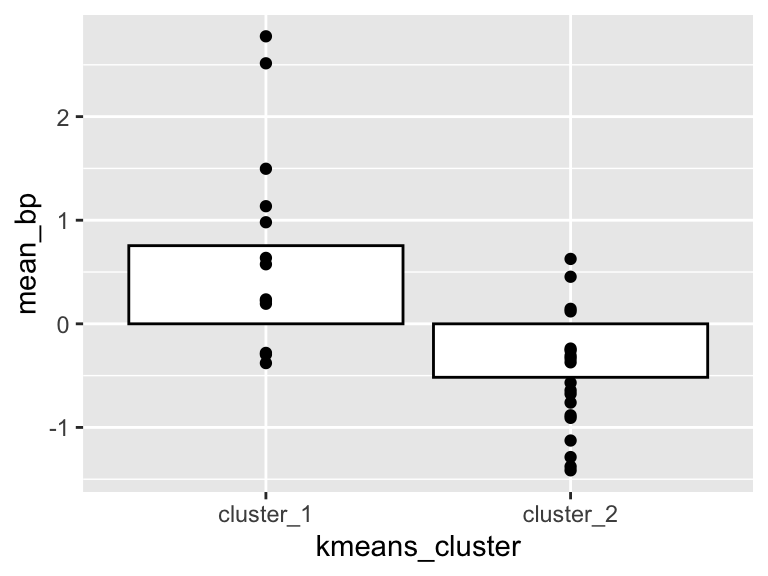 mean_bp
2
1
0
-1
cluster_1
cluster_2
kmeans_cluster